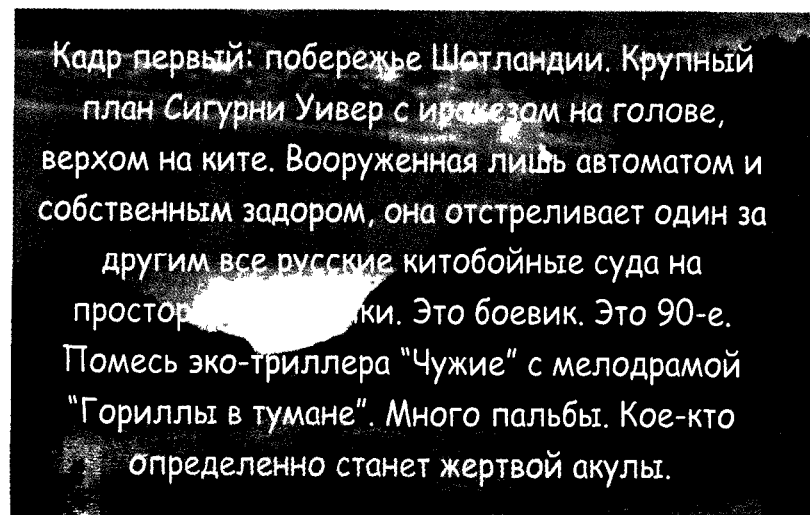 Кадр первый: побережье Шотландии. Крупный
план Сигурни Уивер с ирокезом на голове,
верхом на ките. Вооруженная лишь автоматом и
собственным задором, она отстреливает один за
другим все русские китобойные суда на
Это боевик. Это 90-е.
Помесь эко-триллера "Чужие" с мелодрамой
"Гориллы в тумане". Много пальбы. Кое-кто
определенно станет жертвой акулы.